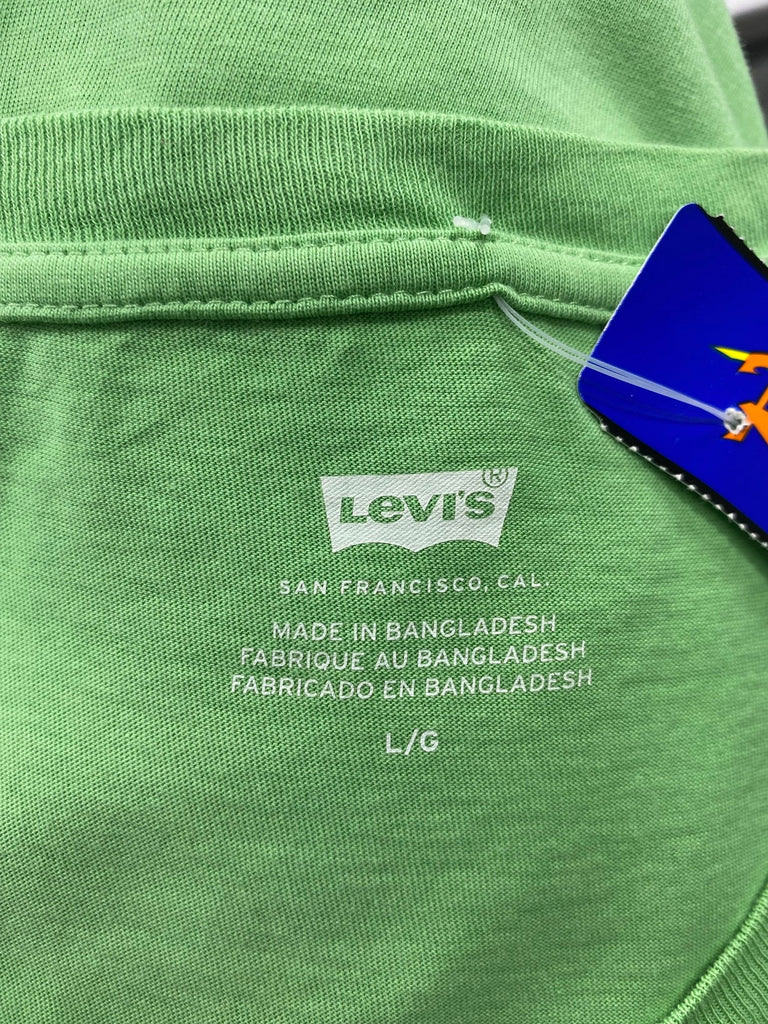 Levi's®
SAN FRANCISCO, CAL.
MADE IN BANGLADESH
FABRIQUE AU BANGLADESH
FABRICADO EN BANGLADESH
L/G